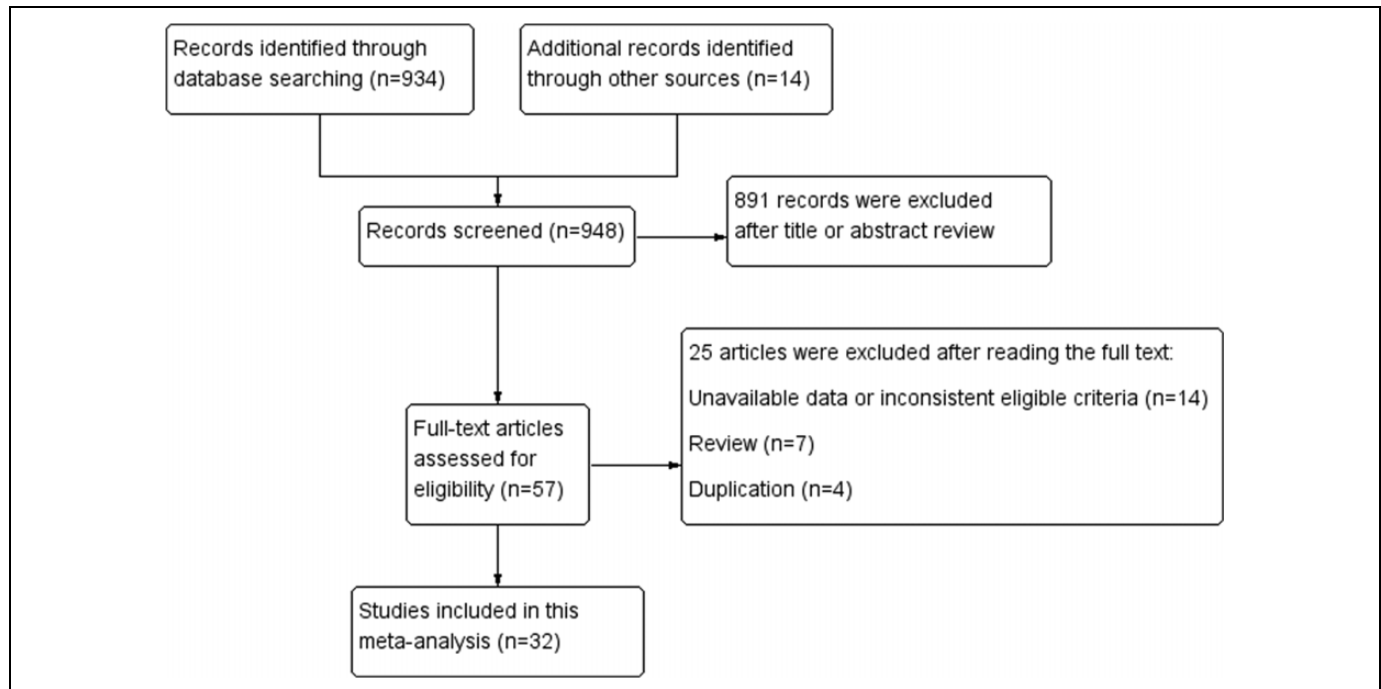 Records identified through
database searching (n=934)
Additional records identified
through other sources (n=14)
Records screened (n=948)
891 records were excluded
after title or abstract review
25 articles were excluded after reading the full text:
Unavailable data or inconsistent eligible criteria (n=14)
Review (n=7)
Duplication (n=4)
Full-text articles
assessed for
eligibility (n=57)
Studies included in this
meta-analysis (n=32)